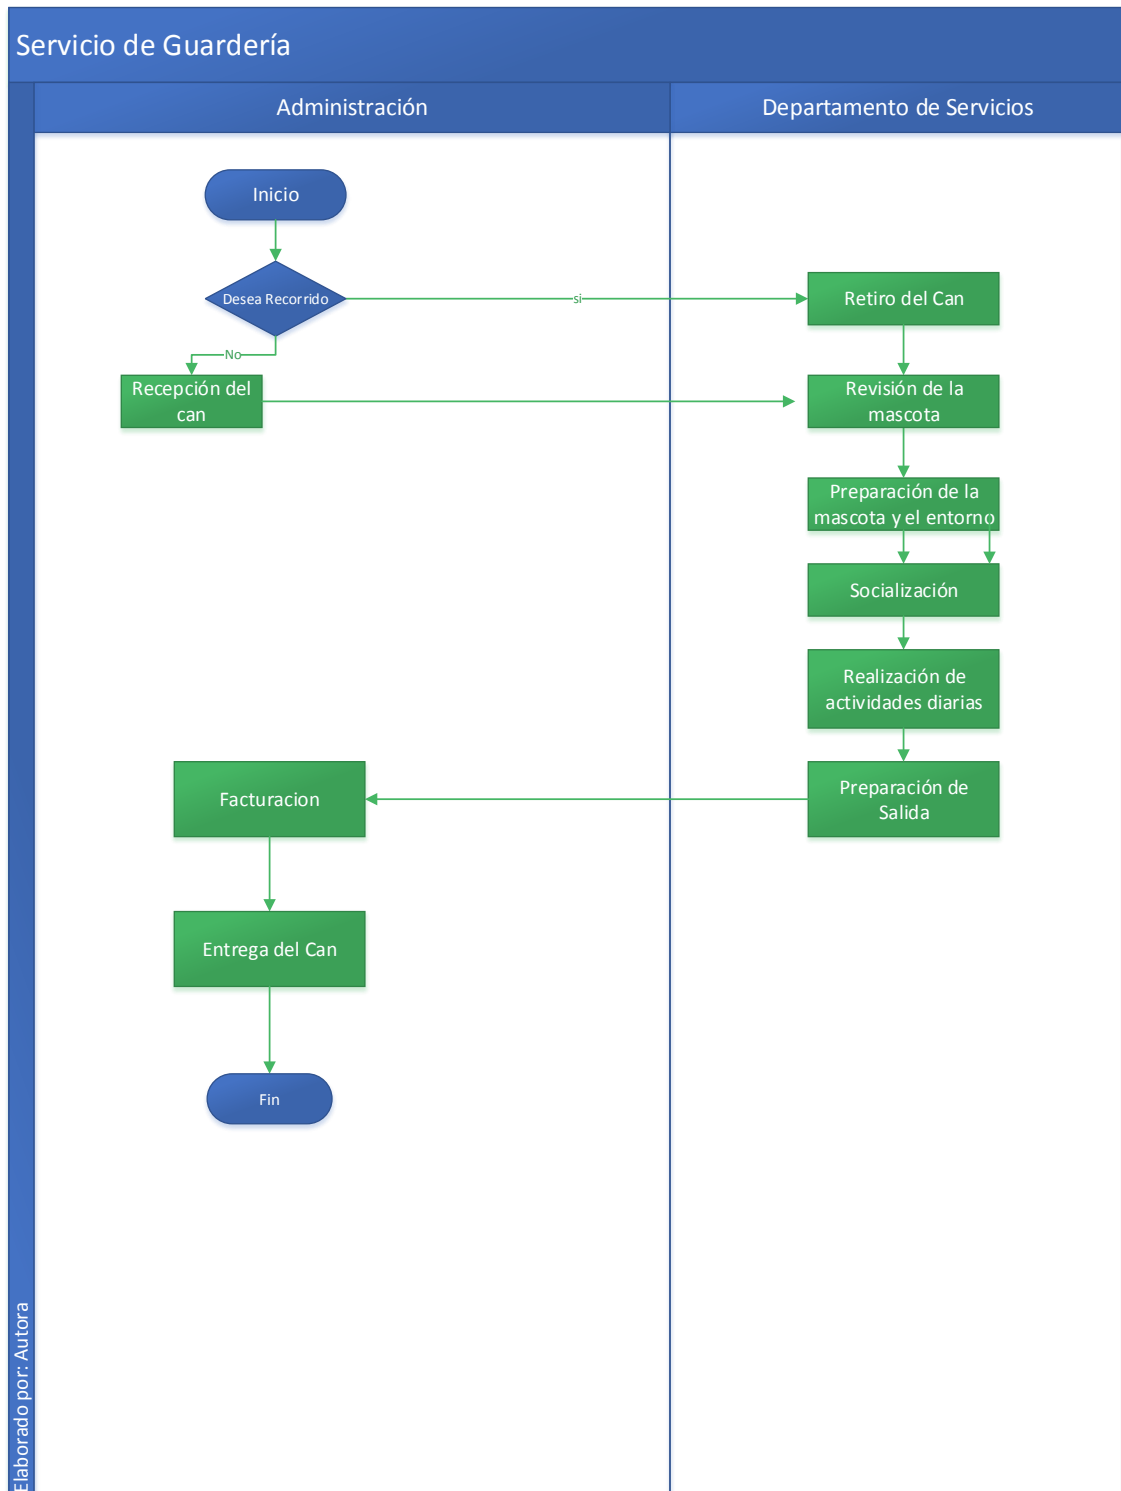 Servicio de Guardería
Administración
Departamento de Servicios
Inicio
Desea Recorrido
si
Retiro del Can
No
Recepción del
can
Revisión de la
mascota
Preparación de la
mascota y el entorno
Socialización
Realización de
actividades diarias
Facturacion
Preparación de
Salida
Entrega del Can
Fin
Elaborado por: Autora